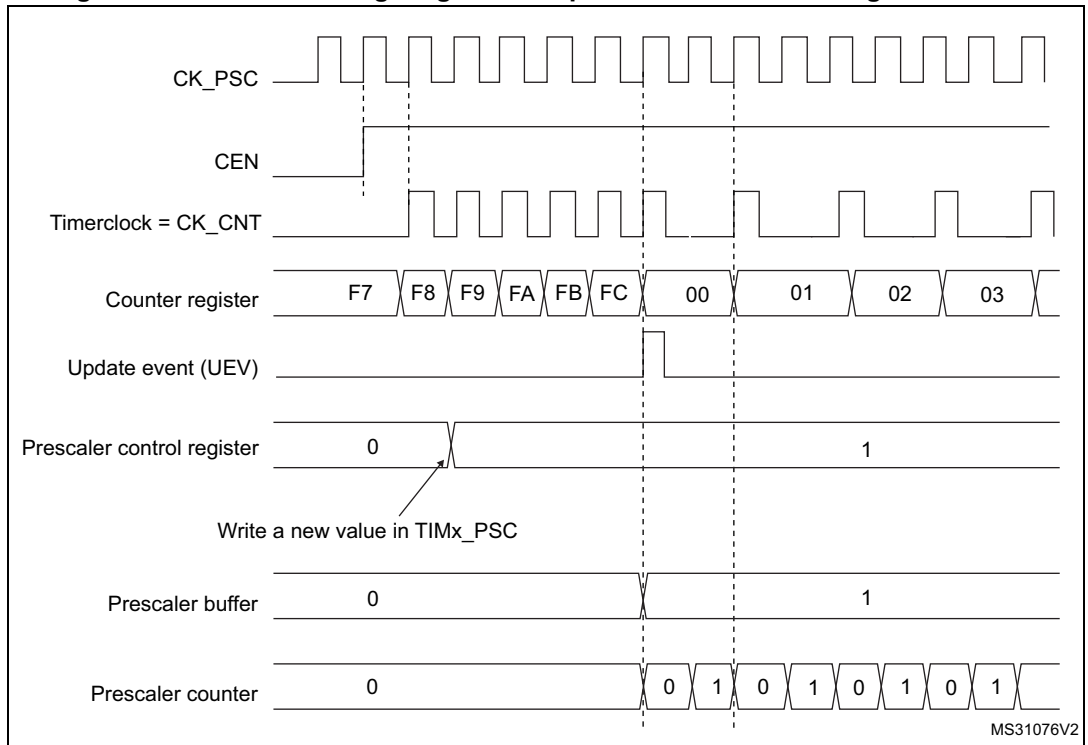 CK_PSC
CEN
Timerclock = CK_CNT
Counter register F7 F8 F9 FA FB FC 00 01 02 03
Update event (UEV)
Prescaler control register 0 1
Write a new value in TIMx_PSC
Prescaler buffer 0 1
Prescaler counter 0 0 1 0 1 0 1 0 1
MS31076V2